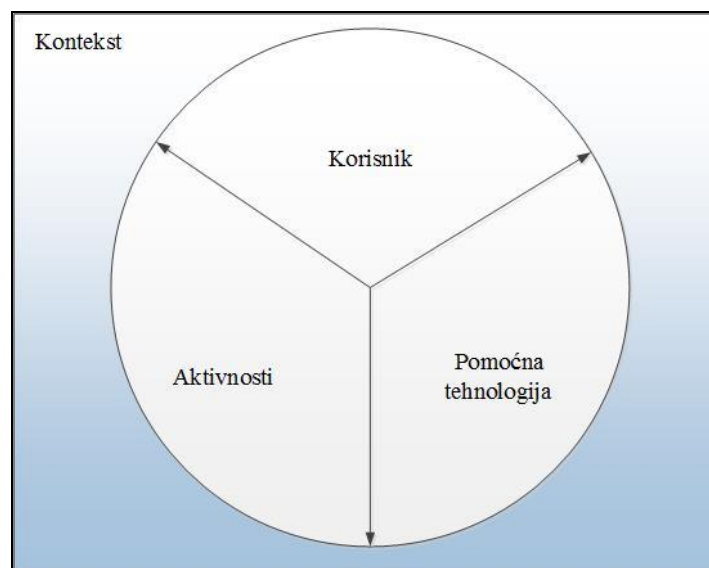 Kontekst
Korisnik
Aktivnosti
Pomoćna
tehnologija